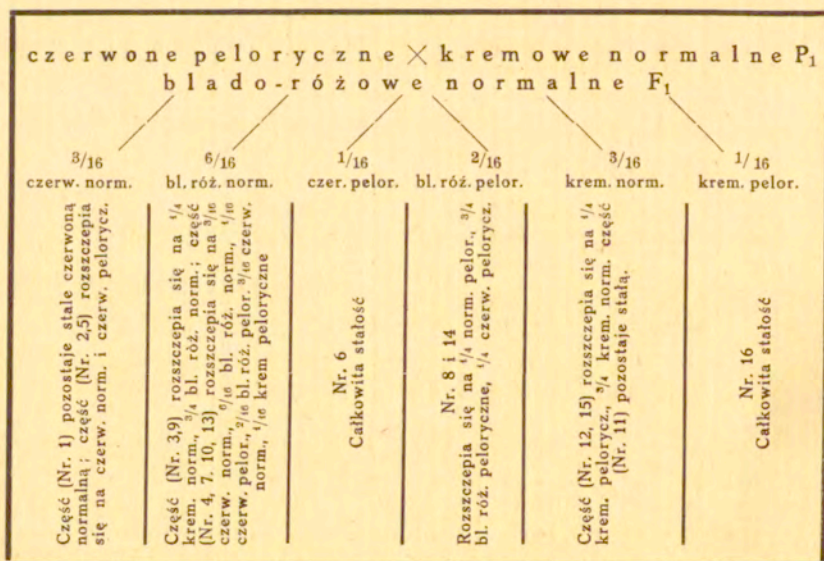 czerwone peloryczne × kremowe normalne P₁
blado-różowe normalne F₁
3/16
czerw. norm.
6/16
bl. róż. norm.
1/16
czer. pelor.
2/16
bl. róż. pelor.
3/16
krem. norm.
1/16
krem. pelor.
Część (Nr. 1) pozostaje stale czerwoną
normalną; część (Nr. 2,5) rozszczepia
się na czerw. norm. i czerw. pelorycz.
Część (Nr. 3,9) rozszczepia się na 1/4
krem. norm., 3/4 bl. róż. norm.; część
(Nr. 4, 7. 10, 13) rozszczepia się na 3/16
czerw. norm., 6/16 bl. róż. norm., 1/16
czerw. pelor., 2/16 bl. róż. pelor. 3/16 czerw.
norm., 1/16 krem peloryczne
Nr. 6
Całkowita stałość
Nr. 8 i 14
Rozszczepia się na 1/4 norm. pelor., 3/4
bl. róż. peloryczne, 1/4 czerw. pelorycz.
Część (Nr. 12, 15) rozszczepia się na 1/4
krem. pelorycz., 3/4 krem. norm. część
(Nr. 11) pozostaje stałą.
Nr. 16
Całkowita stałość